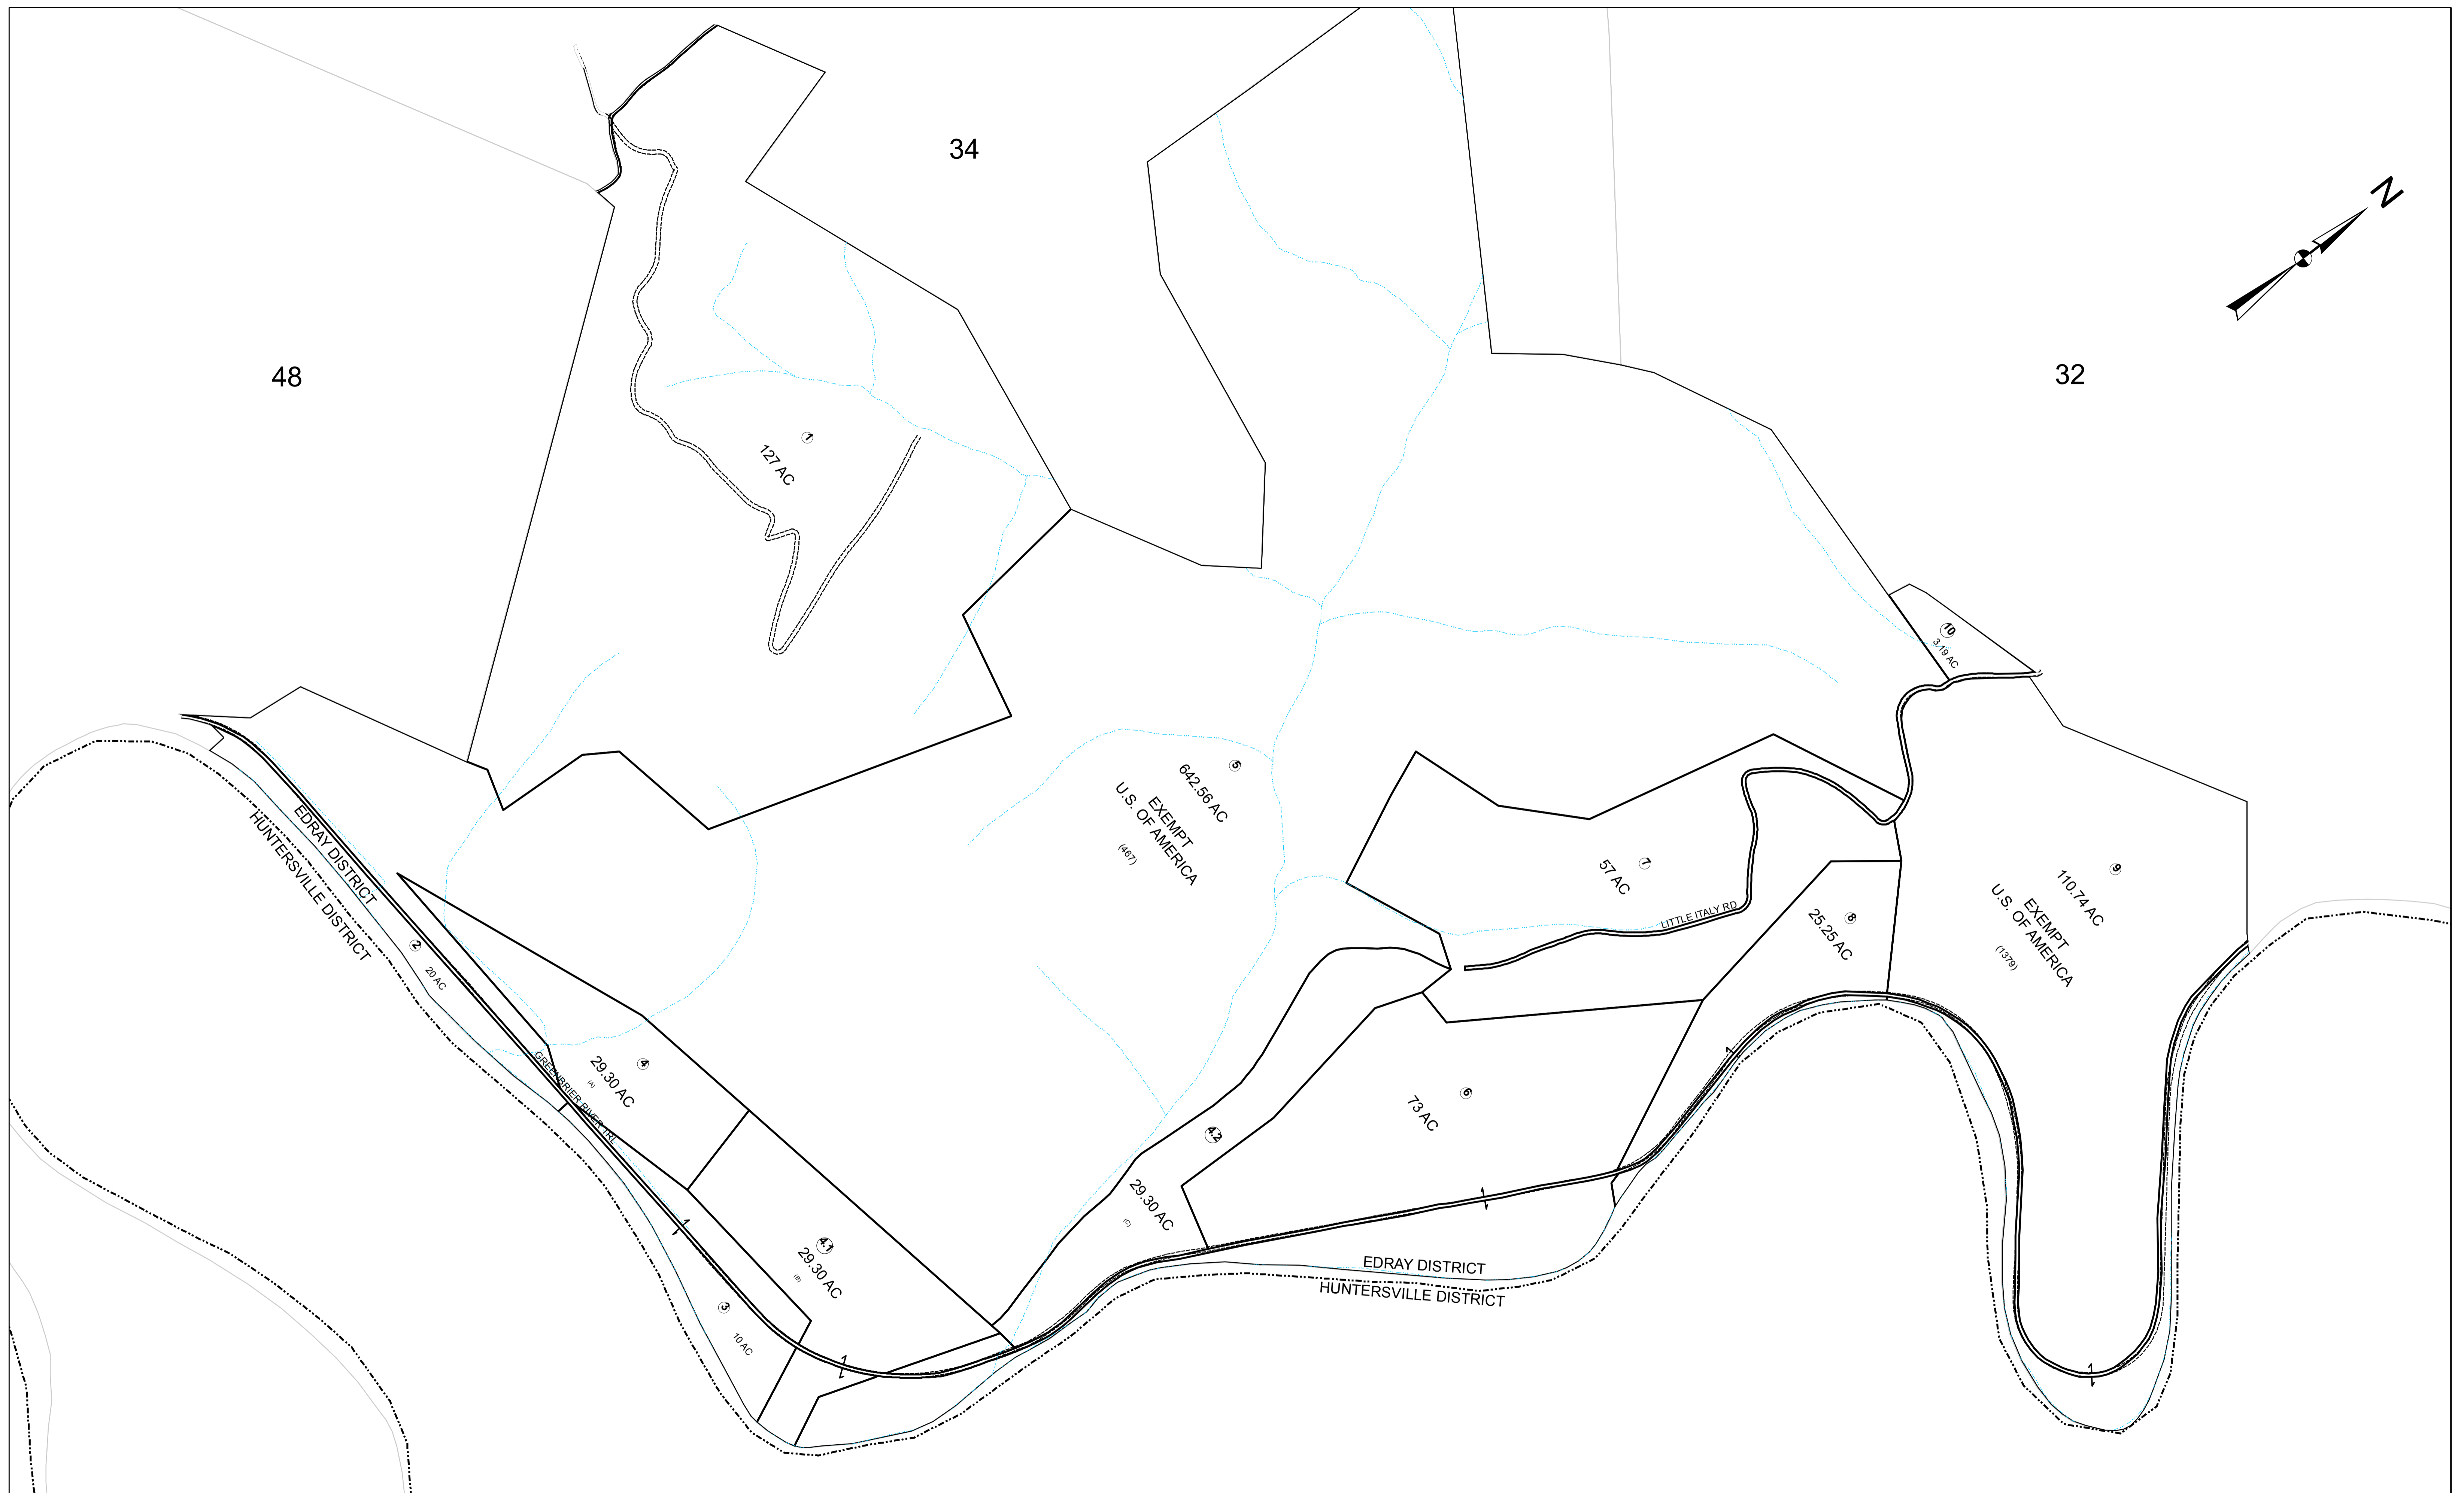 34
N
48
32
1
127 AC
10
3.19 AC
5
642.56 AC
EXEMPT
U.S. OF AMERICA
(467)
7
57 AC
LITTLE ITALY RD
8
25.25 AC
9
110.74 AC
EXEMPT
U.S. OF AMERICA
(1379)
EDRAY DISTRICT
HUNTERSVILLE DISTRICT
2
20 AC
GREENBRIER RIVER TRL
4
29.30 AC
(A)
4.1
29.30 AC
(B)
3
10 AC
4.2
29.30 AC
(C)
6
73 AC
EDRAY DISTRICT
HUNTERSVILLE DISTRICT